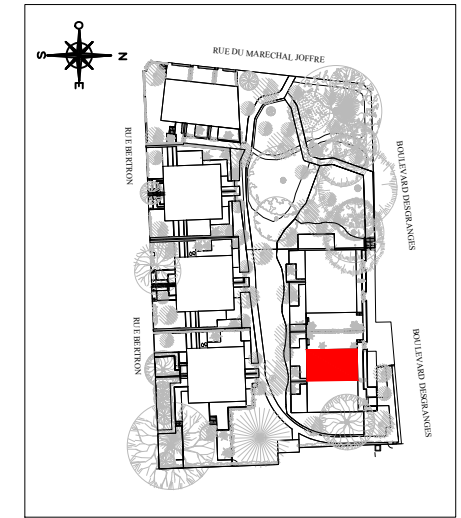 O
S
N
E
RUE DU MARECHAL JOFFRE
RUE BERTRON
BOULEVARD DESGRANGES
RUE BERTRON
BOULEVARD DESGRANGES